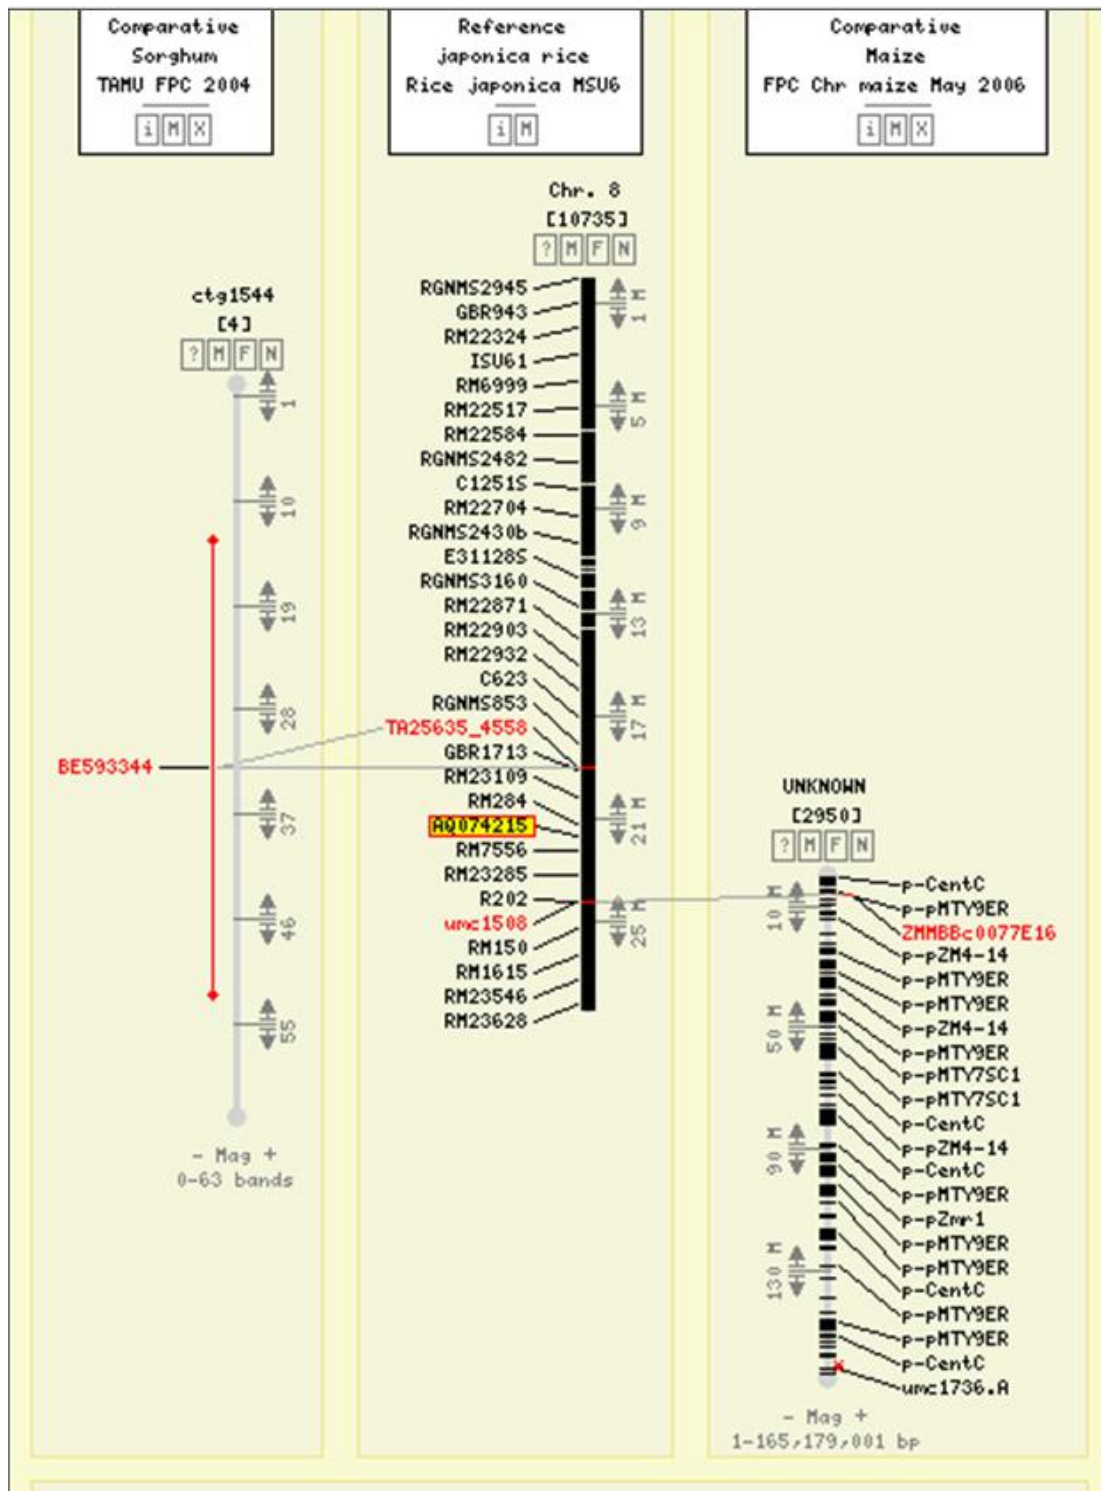 Comparative
Sorghum
TAMU FPC 2004
i M X
Reference
japonica rice
Rice japonica MSU6
i M
Comparative
Maize
FPC Chr maize May 2006
i M X
ctg1544
[4]
? M F N
1
10
19
28
37
46
55
BE593344
- Mag +
0-63 bands
Chr. 8
[10735]
? M F N
RGNMS2945
GBR943
RM22324
ISU61
RM6999
RM22517
RM22584
RGNMS2482
C1251S
RM22704
RGNMS2430b
E31128S
RGNMS3160
RM22871
RM22903
RM22932
C623
RGNMS853
TA25635_4558
GBR1713
RM23109
RM284
AQ074215
RM7556
RM23285
R202
umc1508
RM150
RM1615
RM23546
RM23628
1 M
5 M
9 M
13 M
17 M
21 M
25 M
UNKNOWN
[2950]
? M F N
10 M
50 M
90 M
130 M
p-CentC
p-pMTY9ER
ZMMBBc0077E16
p-pZM4-14
p-pMTY9ER
p-pMTY9ER
p-pZM4-14
p-pMTY9ER
p-pMTY7SC1
p-pMTY7SC1
p-CentC
p-pZM4-14
p-CentC
p-pMTY9ER
p-pZmr1
p-pMTY9ER
p-pMTY9ER
p-CentC
p-pMTY9ER
p-pMTY9ER
p-CentC
umc1736.A
- Mag +
1-165,179,001 bp